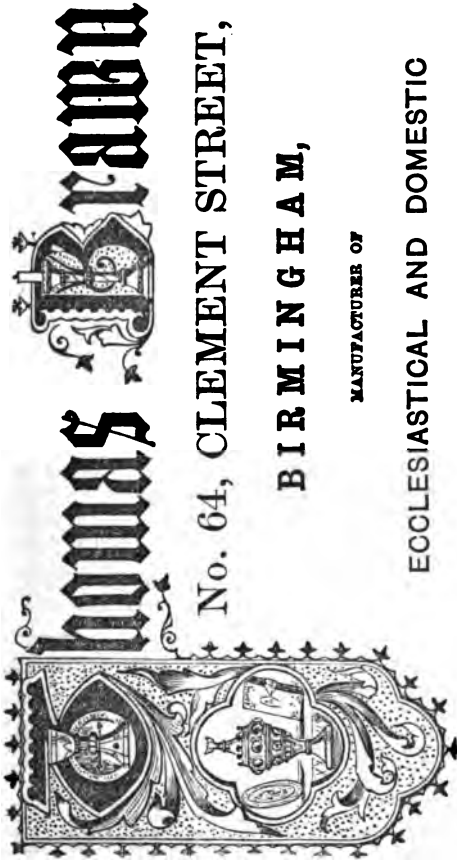 Thomas Brawn
No. 64, CLEMENT STREET,
BIRMINGHAM,
MANUFACTURER OF
ECCLESIASTICAL AND DOMESTIC